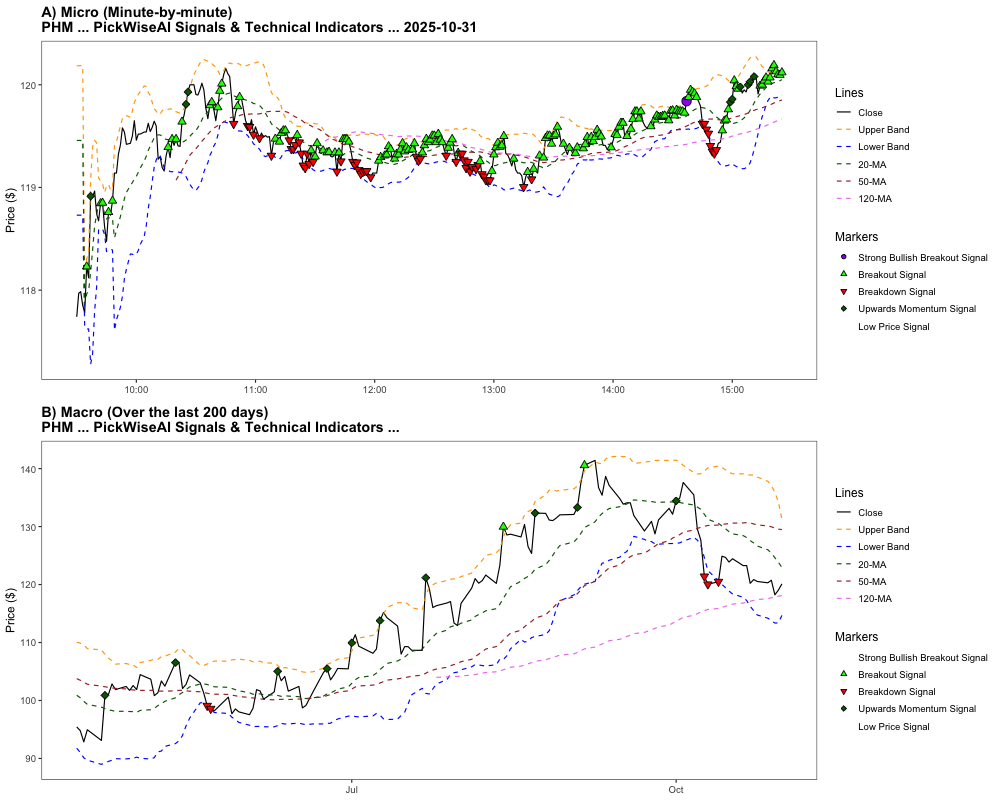 A) Micro (Minute-by-minute)
PHM ... PickWiseAI Signals & Technical Indicators ... 2025-10-31
Price ($)
120
119
118
10:00 11:00 12:00 13:00 14:00 15:00
Lines
Close
Upper Band
Lower Band
20-MA
50-MA
120-MA
Markers
Strong Bullish Breakout Signal
Breakout Signal
Breakdown Signal
Upwards Momentum Signal
Low Price Signal
B) Macro (Over the last 200 days)
PHM ... PickWiseAI Signals & Technical Indicators ...
Price ($)
140
130
120
110
100
90
Jul Oct
Lines
Close
Upper Band
Lower Band
20-MA
50-MA
120-MA
Markers
Strong Bullish Breakout Signal
Breakout Signal
Breakdown Signal
Upwards Momentum Signal
Low Price Signal